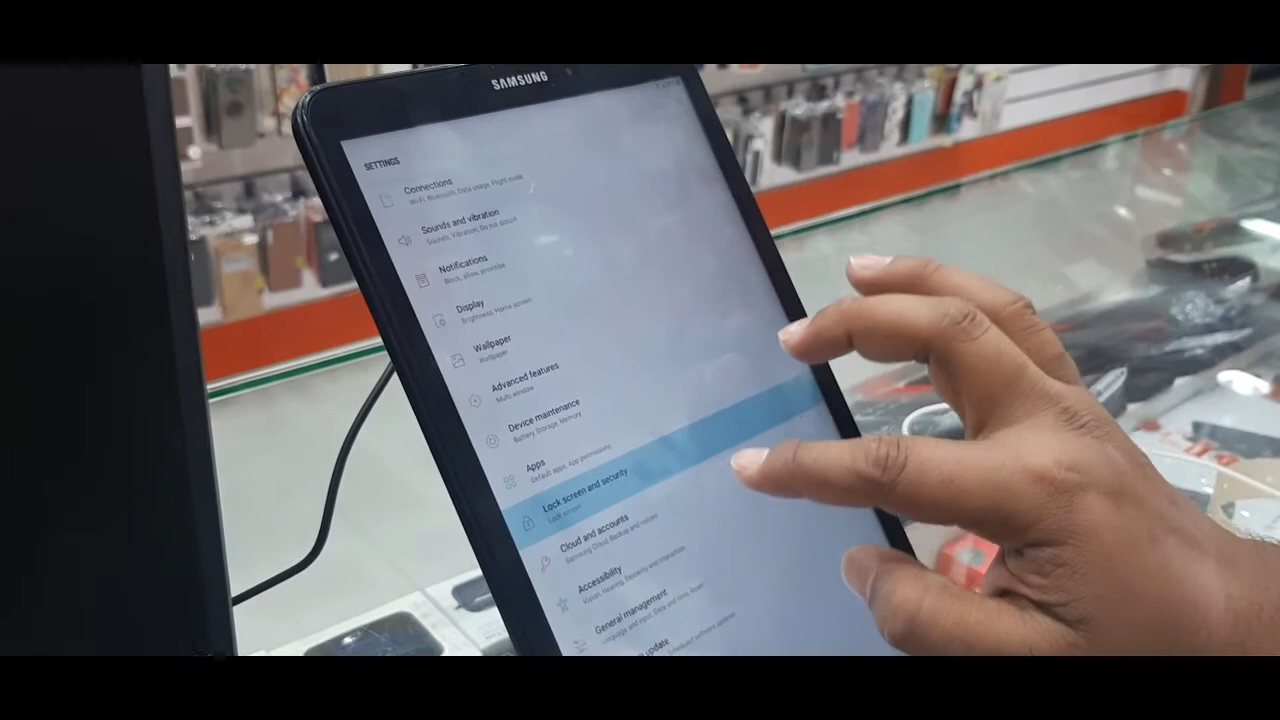 SAMSUNG
SETTINGS
Connections
Wi-Fi, Bluetooth, Data usage, Flight mode
Sounds and vibration
Sounds, Vibration, Do not disturb
Notifications
Block, allow, prioritise
Display
Brightness, Home screen
Wallpaper
Wallpaper
Advanced features
Multi window
Device maintenance
Battery, Storage, Memory
Apps
Default apps, App permissions
Lock screen and security
Lock screen
Cloud and accounts
Samsung Cloud, Backup and restore
Accessibility
Vision, Hearing, Dexterity and interaction
General management
Language and input, Date and time, Reset
update
Scheduled software updates